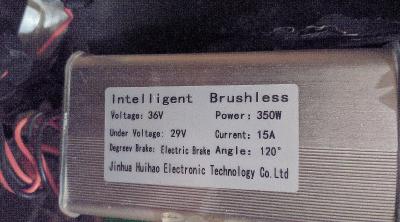 Intelligent Brushless
Voltage: 36V Power: 350W
Under Voltage: 29V Current: 15A
Degreev Brake: Electric Brake Angle: 120°
Jinhua Huihao Electronic Technology Co Ltd